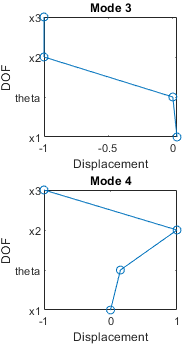 Mode 3
x3
x2
theta
x1
DOF
-1
-0.5
0
Displacement
Mode 4
x3
x2
theta
x1
DOF
-1
0
1
Displacement